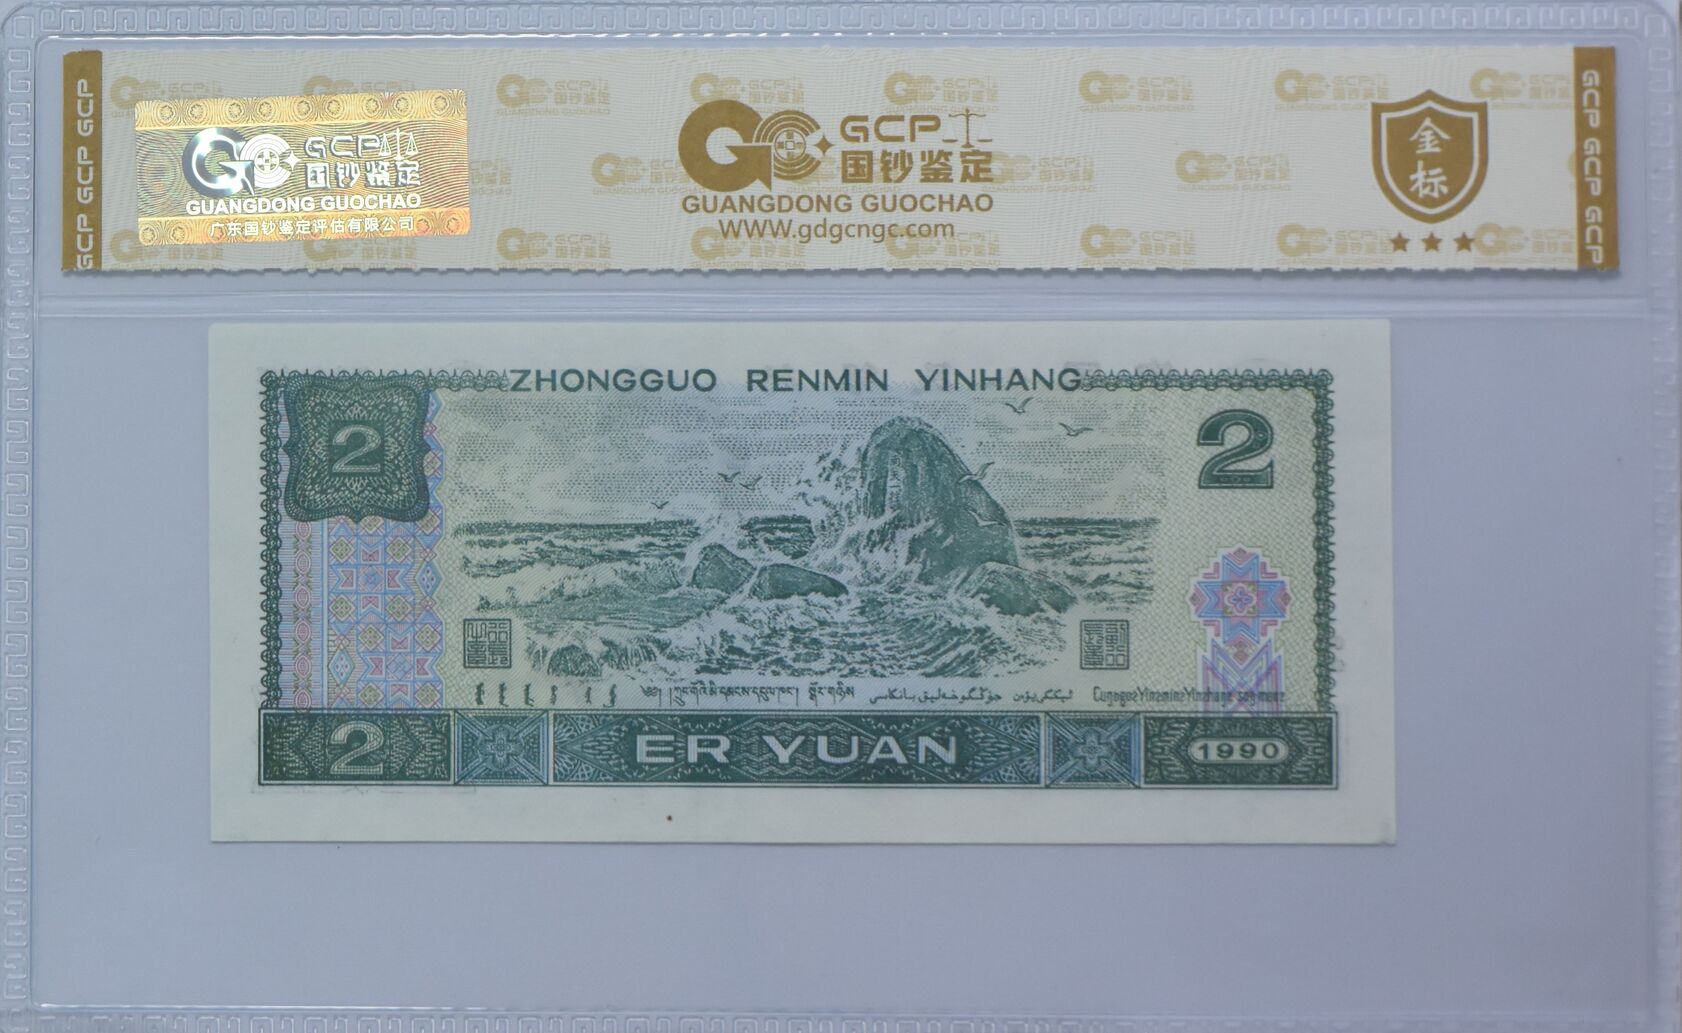 GCP GCP GCP
GCP
国钞鉴定
GUANGDONG GUOCHAO
广东国钞鉴定评估有限公司
GCP
国钞鉴定
GUANGDONG GUOCHAO
WWW.gdgcngc.com
金标
GCP GCP GCP
ZHONGGUO RENMIN YINHANG
2
2
2
ER YUAN
1990